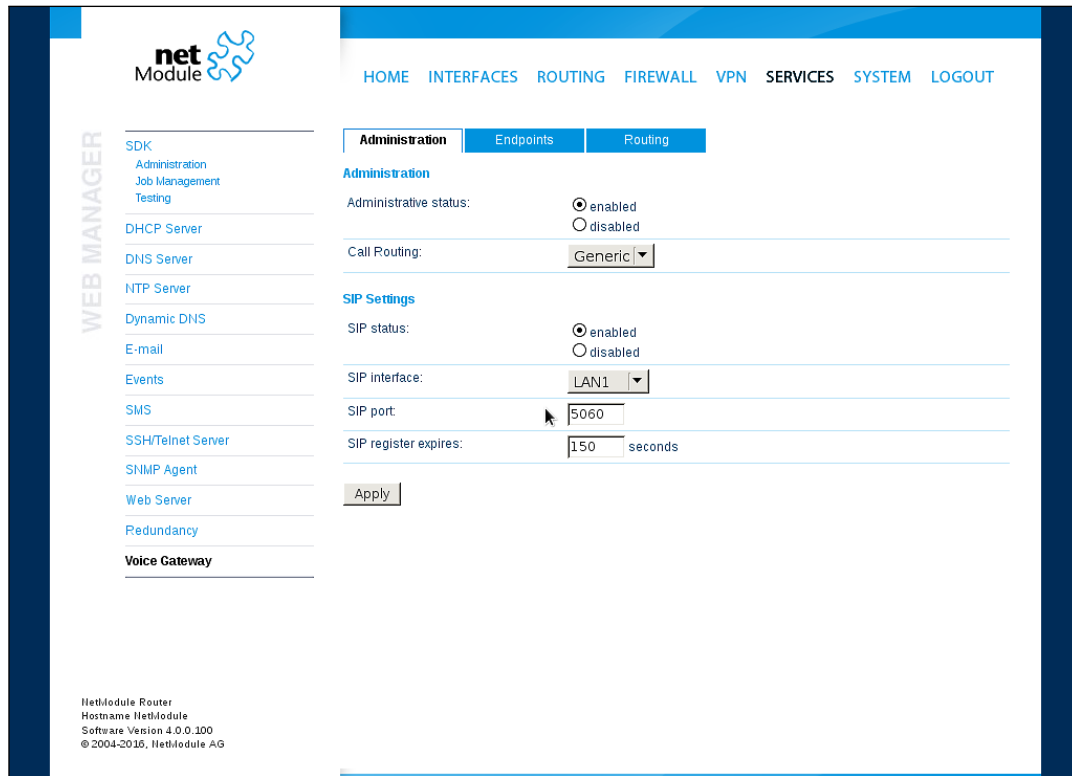 net
Module
HOME INTERFACES ROUTING FIREWALL VPN SERVICES SYSTEM LOGOUT
WEB MANAGER
SDK
Administration
Job Management
Testing
DHCP Server
DNS Server
NTP Server
Dynamic DNS
E-mail
Events
SMS
SSH/Telnet Server
SNMP Agent
Web Server
Redundancy
Voice Gateway
Administration Endpoints Routing
Administration
Administrative status:
enabled
disabled
Call Routing: Generic
SIP Settings
SIP status:
enabled
disabled
SIP interface: LAN1
SIP port: 5060
SIP register expires: 150 seconds
Apply
NetModule Router
Hostname NetModule
Software Version 4.0.0.100
© 2004-2016, NetModule AG